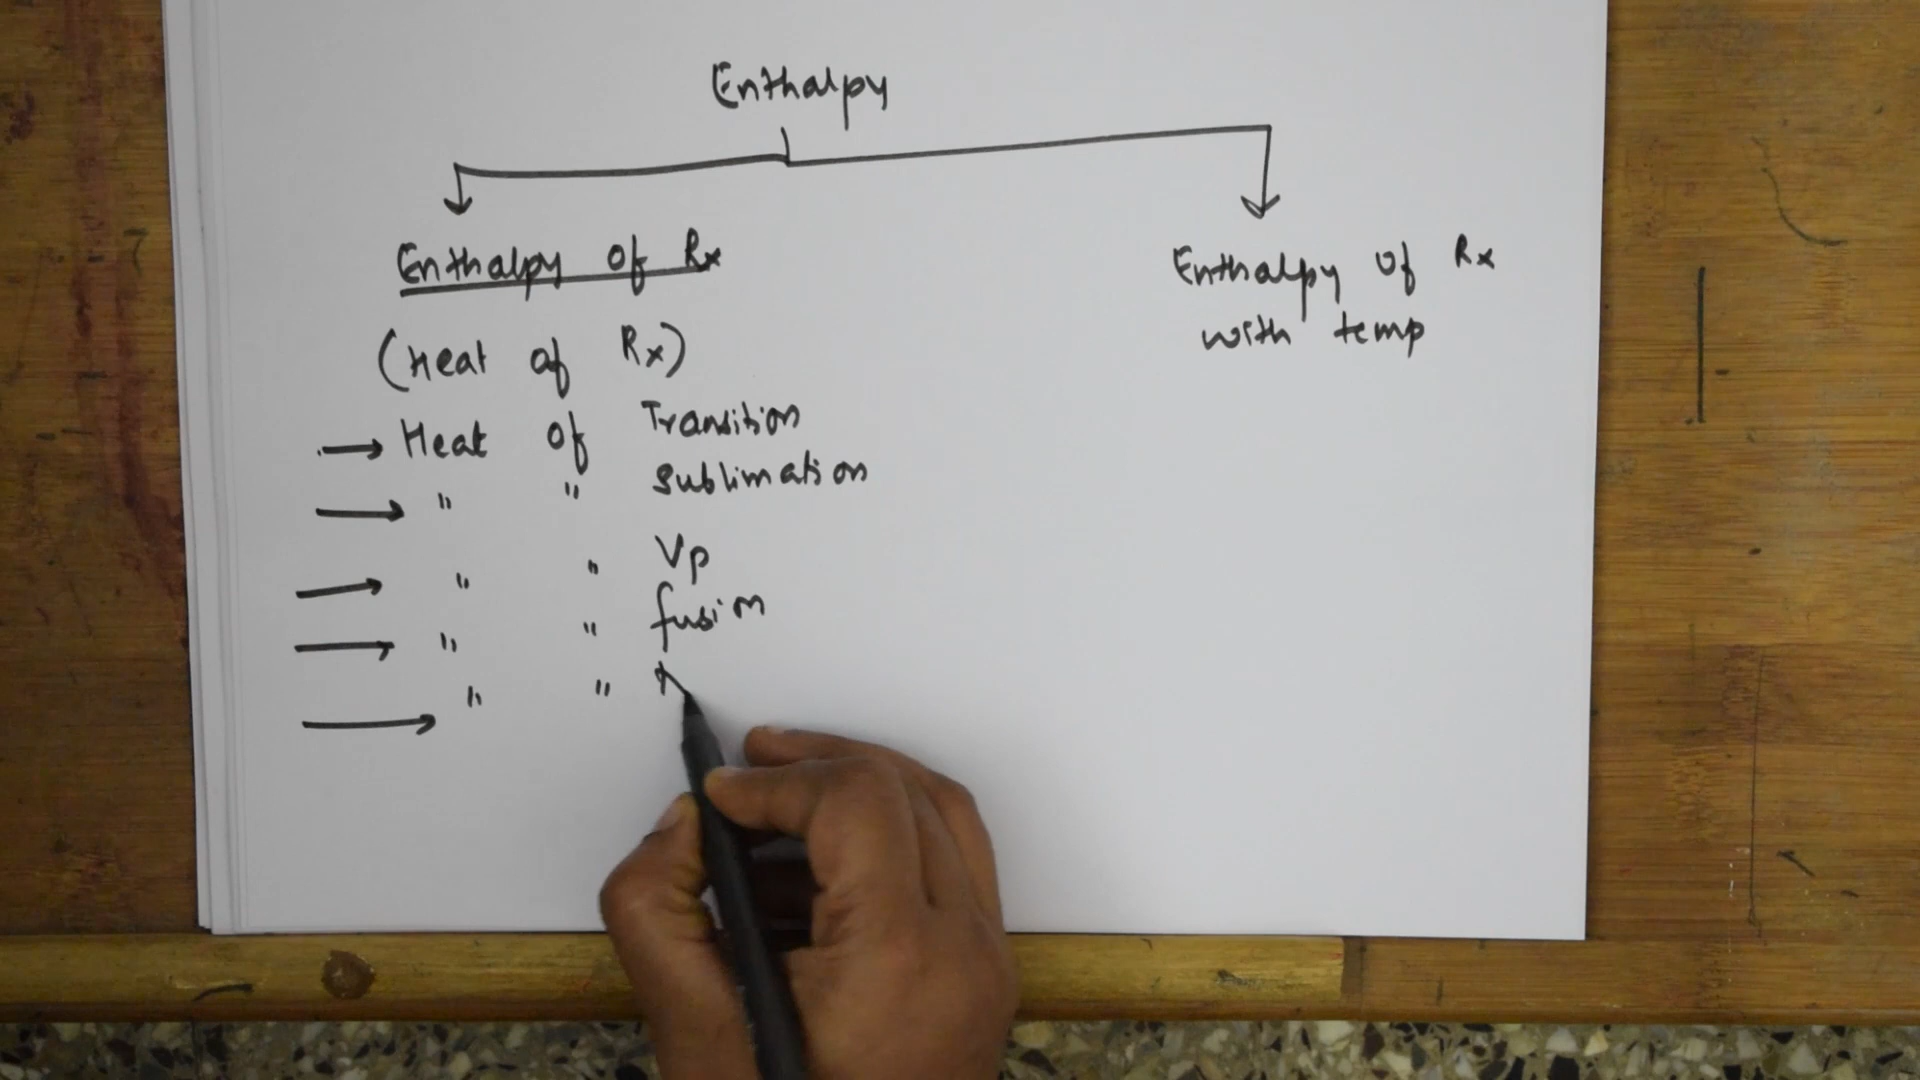 Enthalpy
Enthalpy of Rx
(Heat of Rx)
→ Heat of Transition
→ " " Sublimation
→ " " Vp
→ " " fusion
→ " "
Enthalpy of Rx
with temp